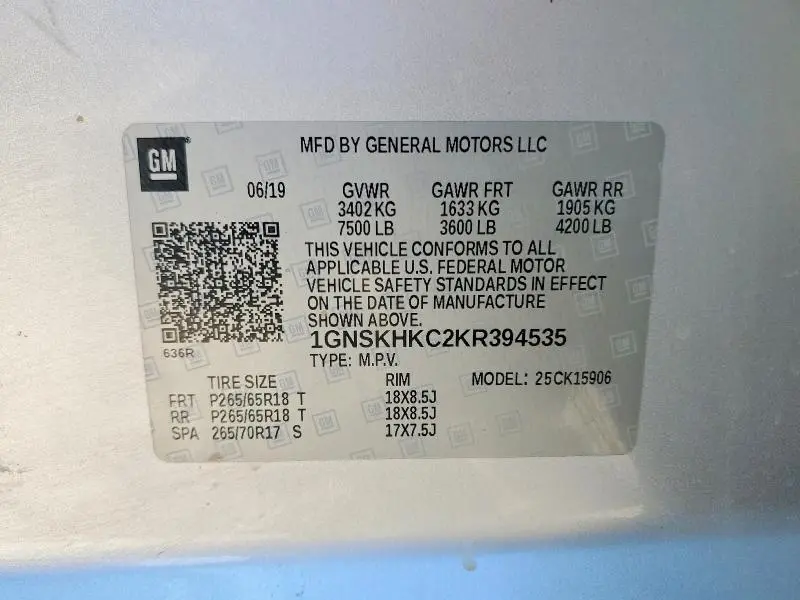 GM
MFD BY GENERAL MOTORS LLC
06/19 GVWR GAWR FRT GAWR RR
3402 KG 1633 KG 1905 KG
7500 LB 3600 LB 4200 LB
THIS VEHICLE CONFORMS TO ALL
APPLICABLE U.S. FEDERAL MOTOR
VEHICLE SAFETY STANDARDS IN EFFECT
ON THE DATE OF MANUFACTURE
SHOWN ABOVE.
1GNSKHKC2KR394535
636R
TYPE: M.P.V.
TIRE SIZE RIM MODEL: 25CK15906
FRT P265/65R18 T 18X8.5J
RR P265/65R18 T 18X8.5J
SPA 265/70R17 S 17X7.5J